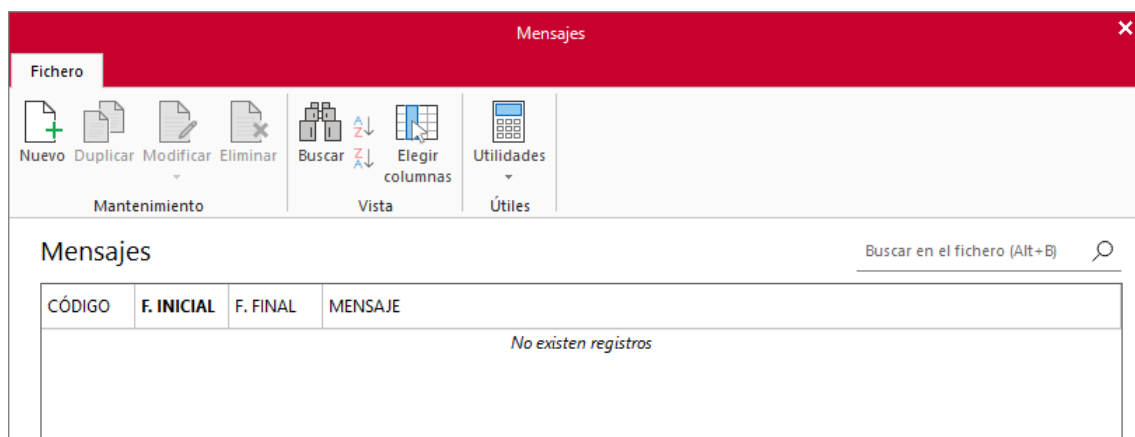 Mensajes
Fichero
Nuevo Duplicar Modificar Eliminar Buscar Elegir columnas Utilidades
Mantenimiento Vista Útiles
Mensajes
Buscar en el fichero (Alt+B)
CÓDIGO F. INICIAL F. FINAL MENSAJE
No existen registros